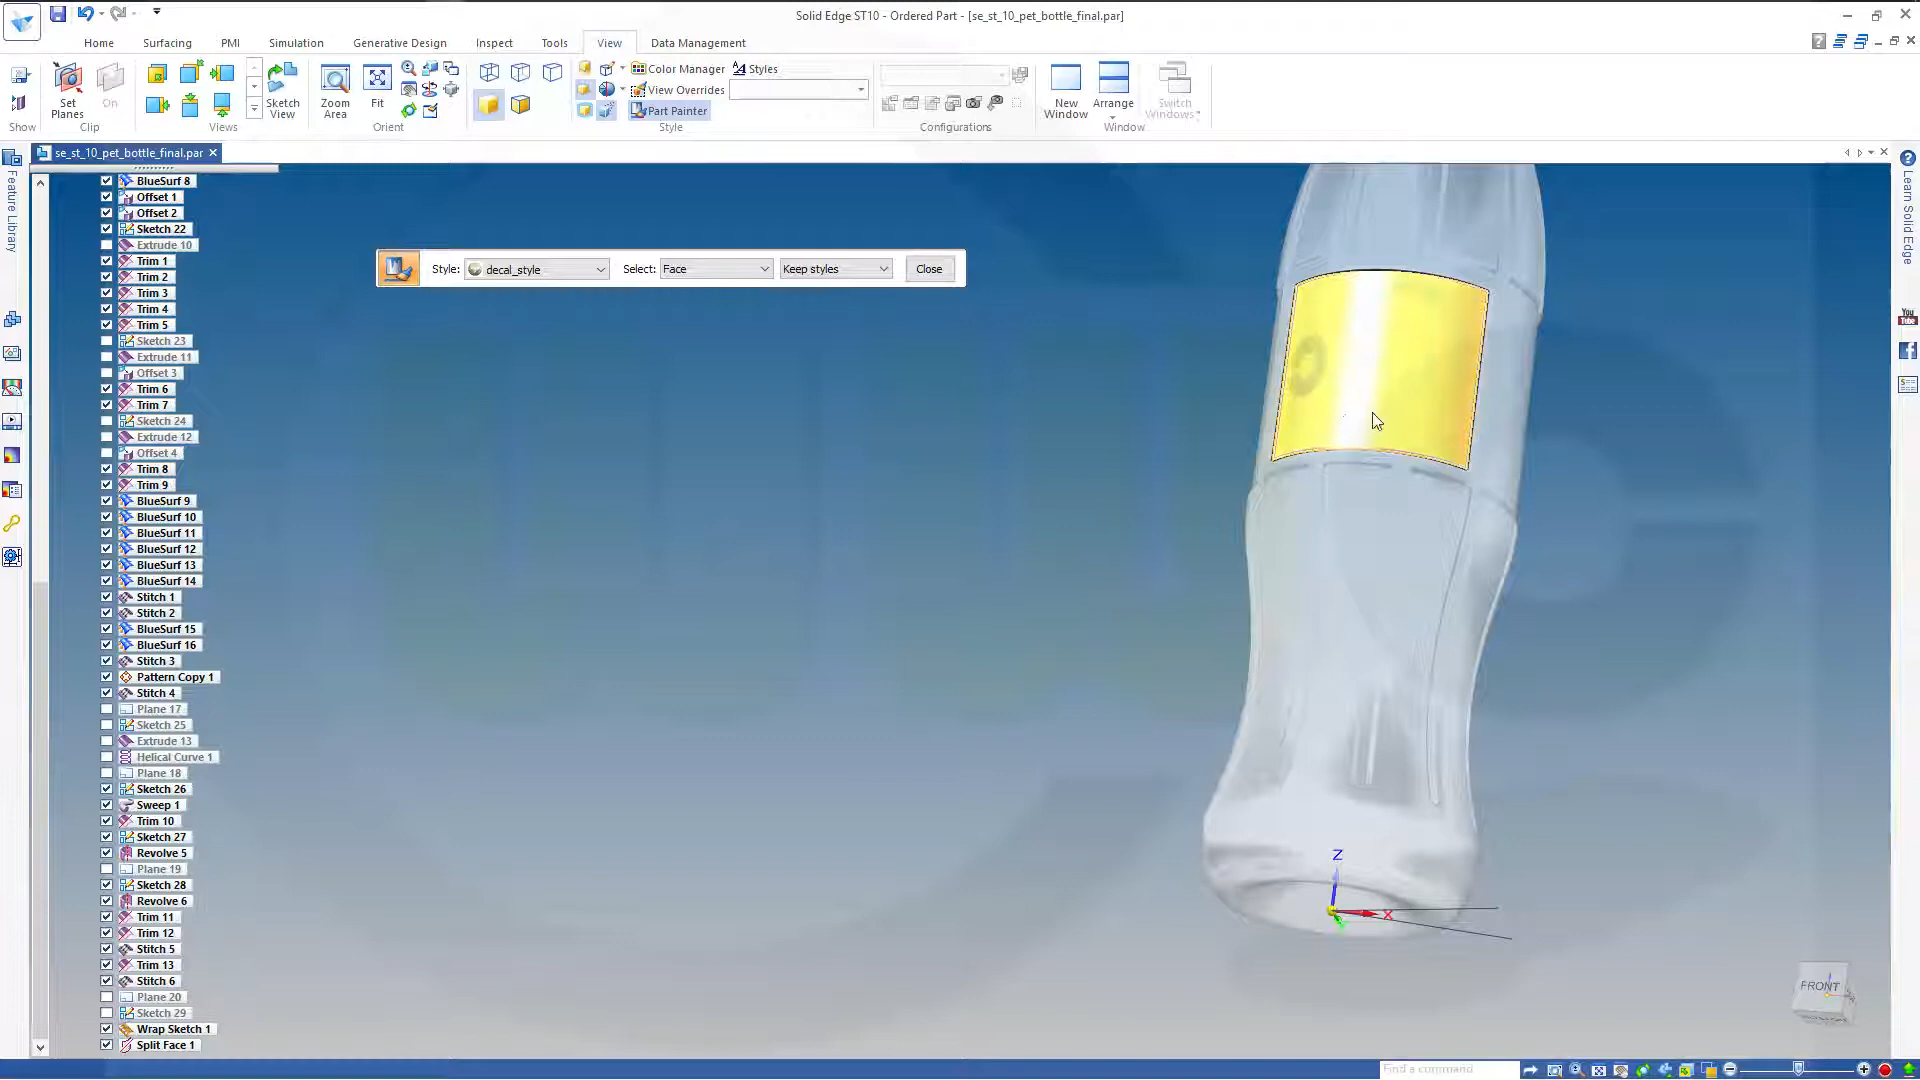 Solid Edge ST10 - Ordered Part - [se_st_10_pet_bottle_final.par]
Home Surfacing PMI Simulation Generative Design Inspect Tools View Data Management
Color Manager Styles
View Overrides
Part Painter
Set Planes On Sketch View Zoom Area Fit New Window Arrange Switch Windows
Show Clip Views Orient Style Configurations Window
se_st_10_pet_bottle_final.par
Feature Library
Learn Solid Edge
You Tube
Style: decal_style Select: Face Keep styles Close
BlueSurf 8
Offset 1
Offset 2
Sketch 22
Extrude 10
Trim 1
Trim 2
Trim 3
Trim 4
Trim 5
Sketch 23
Extrude 11
Offset 3
Trim 6
Trim 7
Sketch 24
Extrude 12
Offset 4
Trim 8
Trim 9
BlueSurf 9
BlueSurf 10
BlueSurf 11
BlueSurf 12
BlueSurf 13
BlueSurf 14
Stitch 1
Stitch 2
BlueSurf 15
BlueSurf 16
Stitch 3
Pattern Copy 1
Stitch 4
Plane 17
Sketch 25
Extrude 13
Helical Curve 1
Plane 18
Sketch 26
Sweep 1
Trim 10
Sketch 27
Revolve 5
Plane 19
Sketch 28
Revolve 6
Trim 11
Trim 12
Stitch 5
Trim 13
Stitch 6
Plane 20
Sketch 29
Wrap Sketch 1
Split Face 1
Z
X
FRONT
Find a command